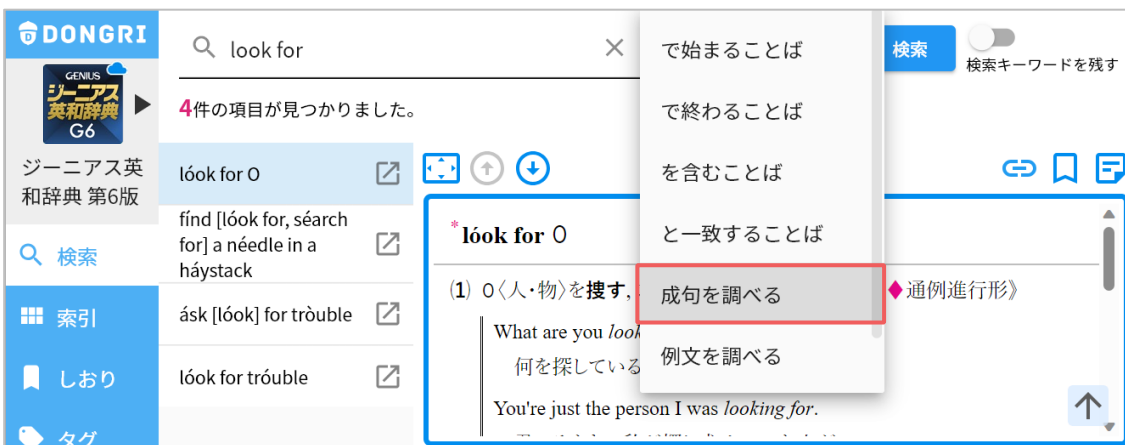 DONGRI
look for
検索
検索キーワードを残す
GENIUS
ジーニアス
英和辞典
G6
ジーニアス英
和辞典 第6版
4件の項目が見つかりました。
検索
索引
しおり
タグ
lóok for O
fínd [lóok for, séarch
for] a néedle in a
háystack
ásk [lóok] for tròuble
lóok for tróuble
で始まることば
で終わることば
を含むことば
と一致することば
成句を調べる
例文を調べる
*lóok for O
(1) O〈人・物〉を捜す, ◆通例進行形》
What are you look
何を探している
You're just the person I was looking for.